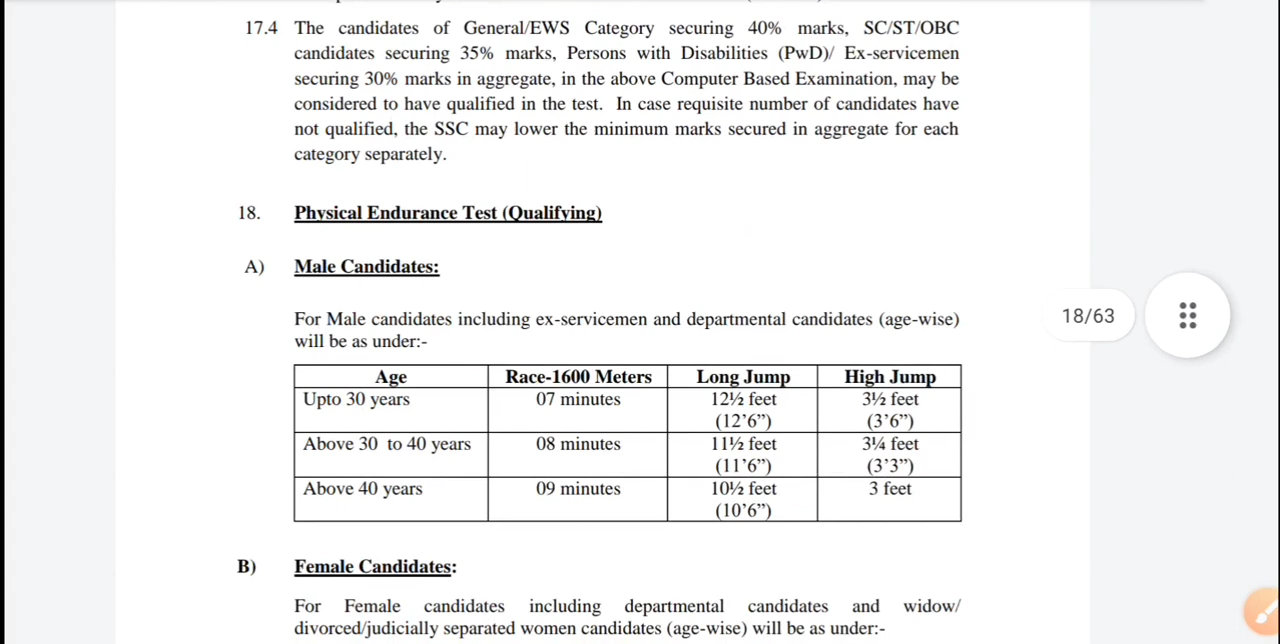 17.4 The candidates of General/EWS Category securing 40% marks, SC/ST/OBC
candidates securing 35% marks, Persons with Disabilities (PwD)/ Ex-servicemen
securing 30% marks in aggregate, in the above Computer Based Examination, may be
considered to have qualified in the test. In case requisite number of candidates have
not qualified, the SSC may lower the minimum marks secured in aggregate for each
category separately.
18. Physical Endurance Test (Qualifying)
A) Male Candidates:
For Male candidates including ex-servicemen and departmental candidates (age-wise)
will be as under:-
18/63
Age Race-1600 Meters Long Jump High Jump
Upto 30 years 07 minutes 12½ feet 3½ feet
(12’6”) (3’6”)
Above 30 to 40 years 08 minutes 11½ feet 3¼ feet
(11’6”) (3’3”)
Above 40 years 09 minutes 10½ feet 3 feet
(10’6”)
B) Female Candidates:
For Female candidates including departmental candidates and widow/
divorced/judicially separated women candidates (age-wise) will be as under:-